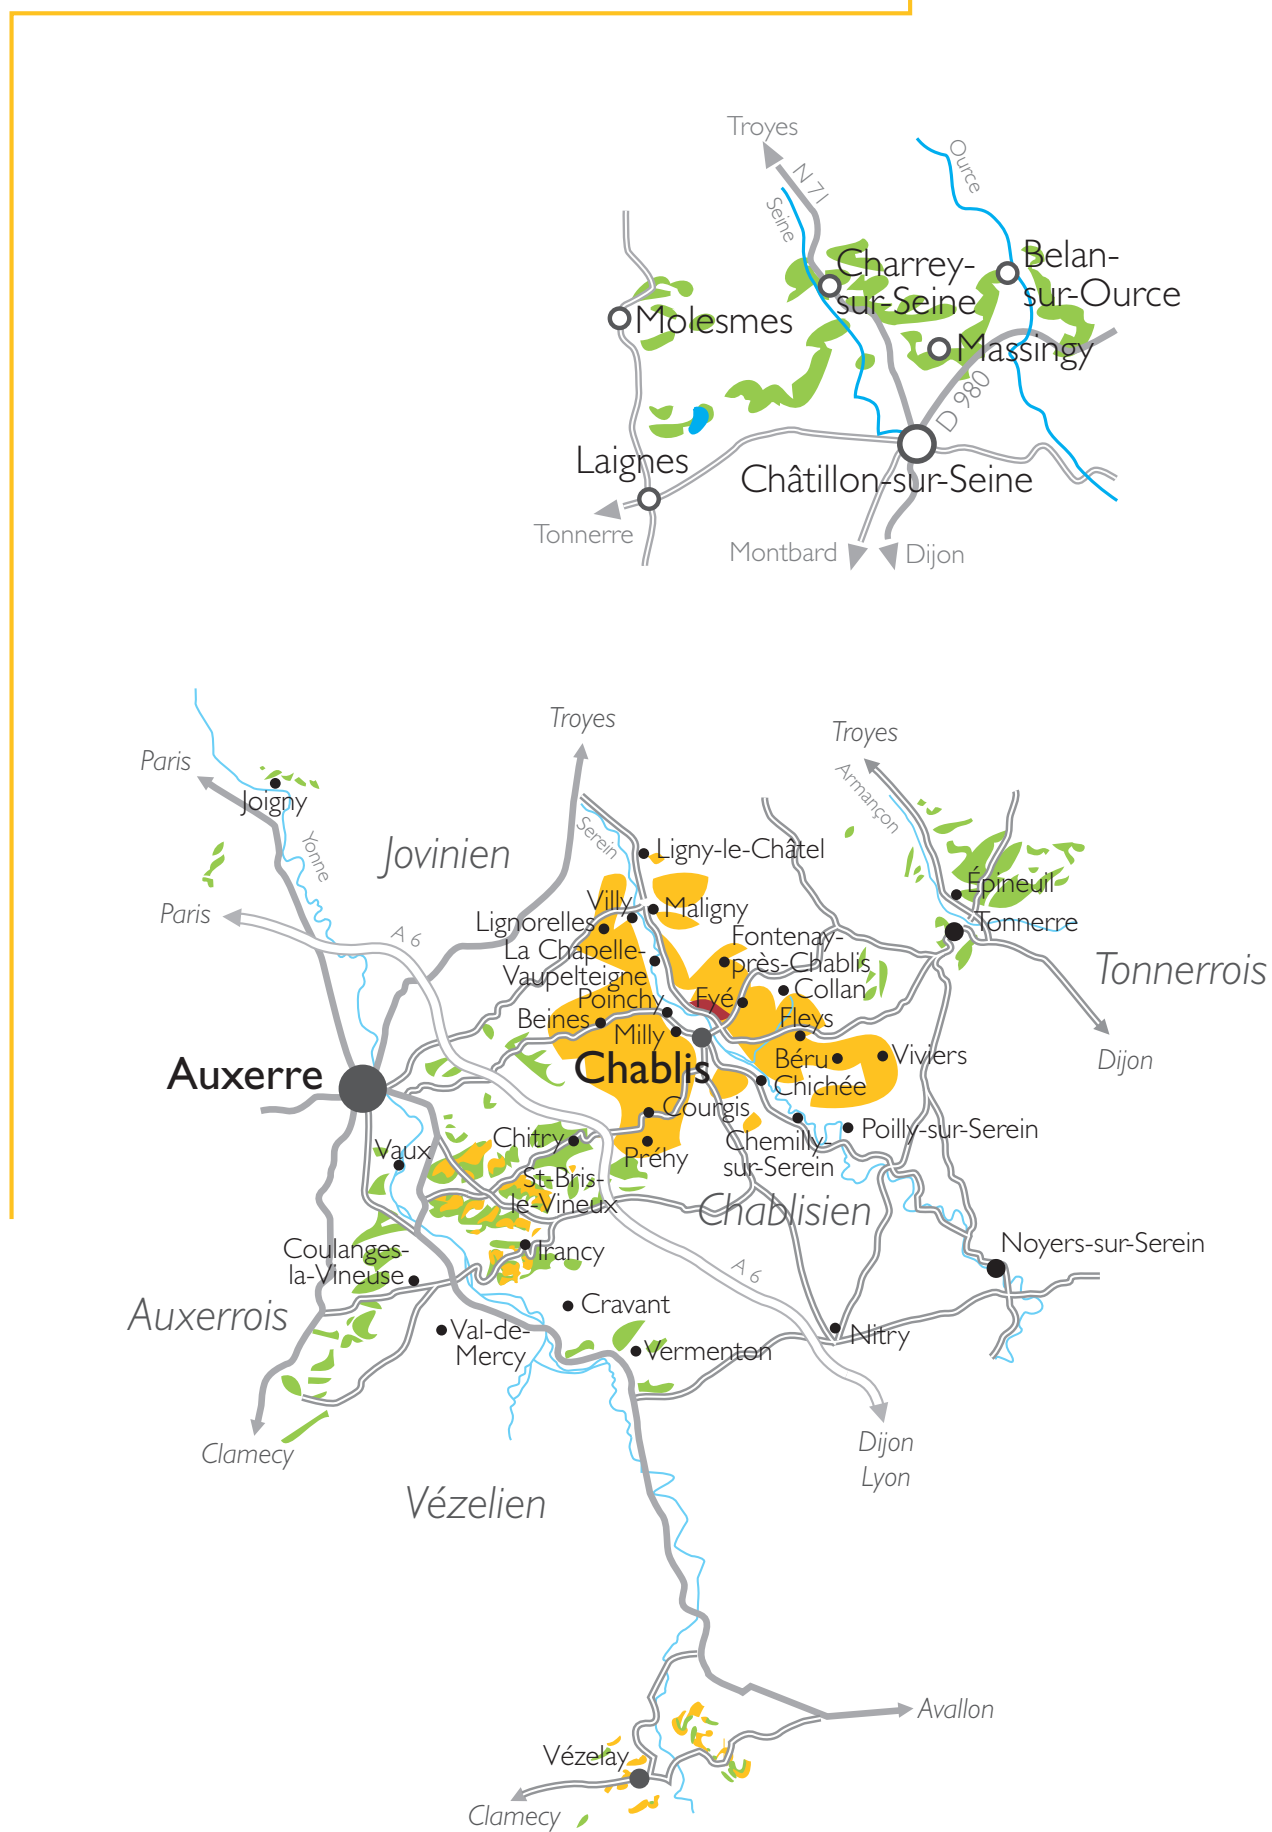 Troyes
N 71
Ource
Seine
Belan-
sur-Ource
Charrey-
sur-Seine
Molesmes
Massingy
D 980
Laignes
Châtillon-sur-Seine
Tonnerre
Montbard
Dijon
Troyes
Troyes
Paris
Armançon
Joigny
Serein
Yonne
Jovinien
Ligny-le-Châtel
Épineuil
Villy
Maligny
Paris
Lignorelles
Tonnerre
A 6
Fontenay-
près-Chablis
La Chapelle-
Vaupelteigne
Tonnerrois
Poinchy
Fyé
Collan
Beines
Milly
Fleys
Dijon
Auxerre
Chablis
Béru
Viviers
Chichée
Courgis
Chitry
Chemilly-
sur-Serein
Poilly-sur-Serein
Vaux
Préhy
St-Bris-
le-Vineux
Chablisien
Coulanges-
la-Vineuse
Irancy
Noyers-sur-Serein
A 6
Auxerrois
Cravant
Val-de-
Mercy
Nitry
Vermenton
Clamecy
Dijon
Lyon
Vézelien
Avallon
Vézelay
Clamecy